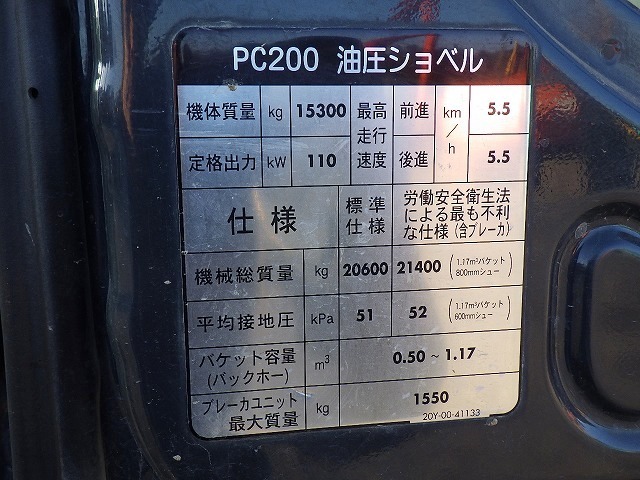 PC200 油圧ショベル
機体質量 kg 15300 最高走行速度 前進 km/h 5.5
定格出力 kW 110 後進 5.5
仕様 標準仕様 労働安全衛生法
による最も不利
な仕様(含ブレーカ)
機械総質量 kg 20600 21400 (1.17m³バケット
800mmシュー)
平均接地圧 kPa 51 52 (1.17m³バケット
600mmシュー)
バケット容量
(バックホー) m³ 0.50~1.17
ブレーカユニット
最大質量 kg 1550
20Y-00-41133